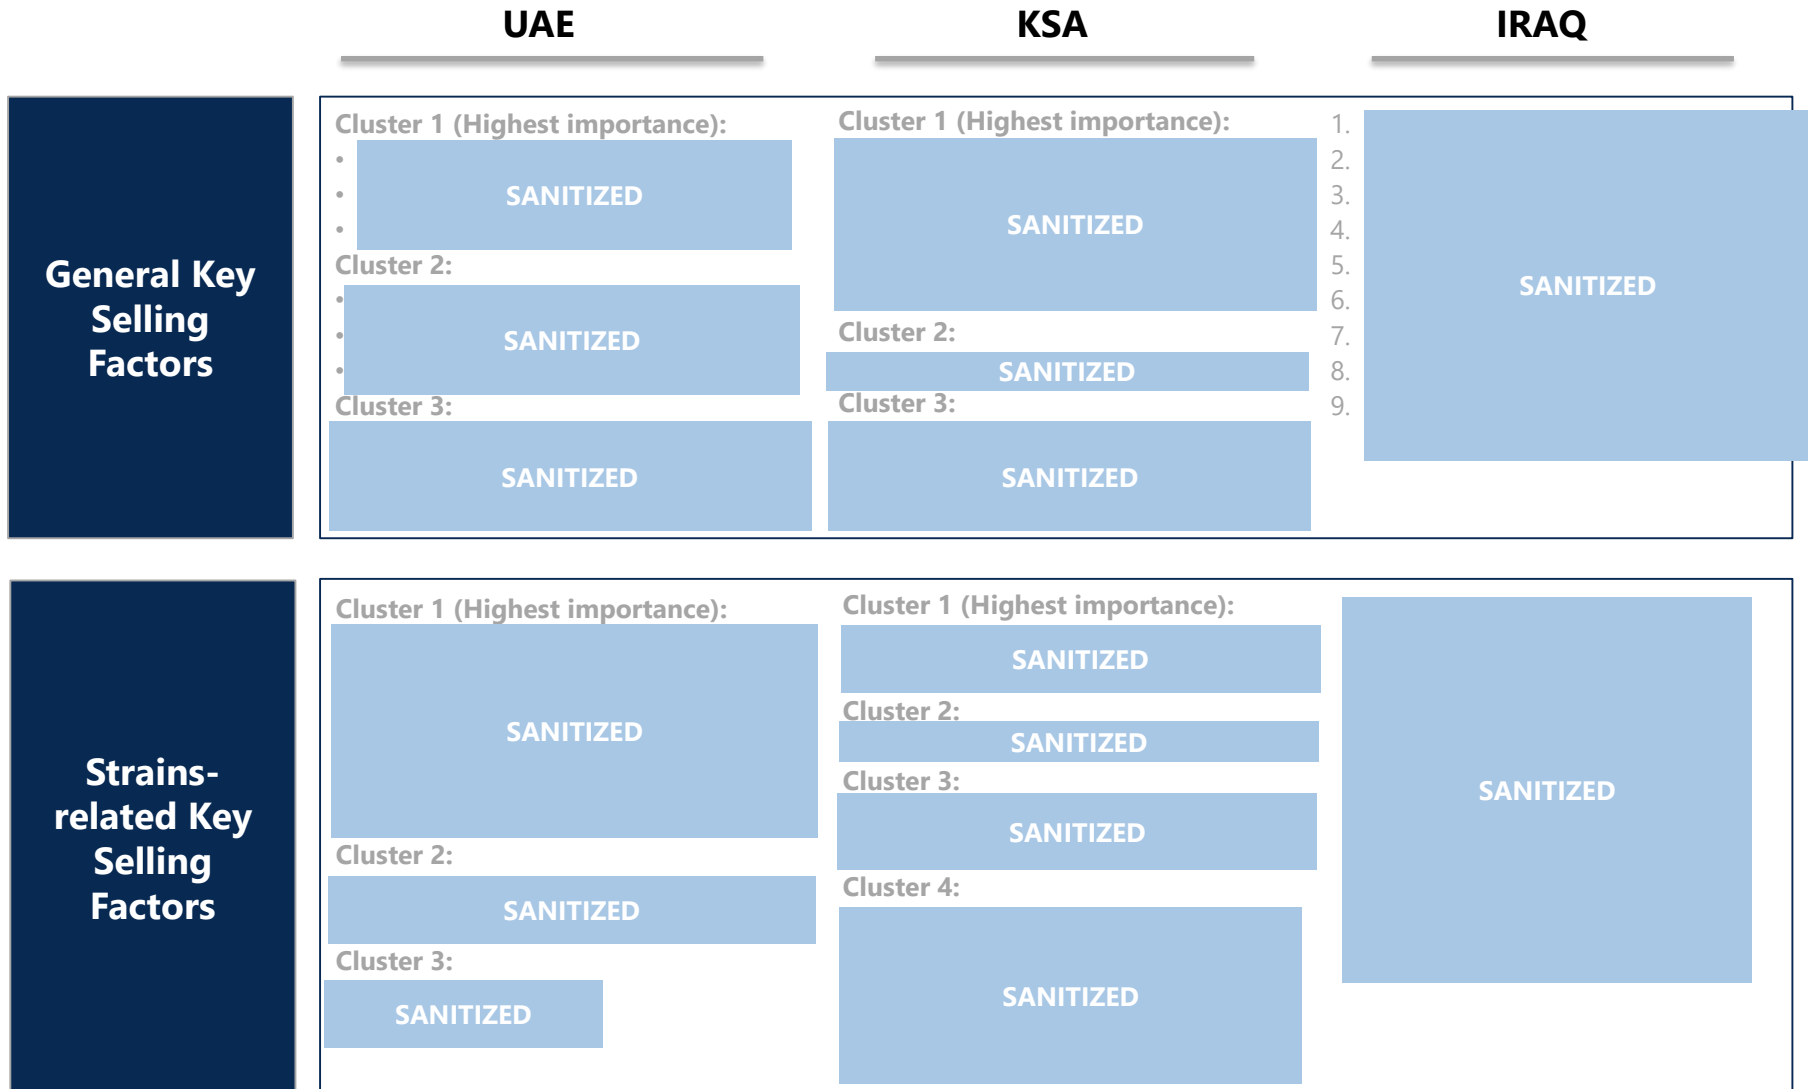 UAE
KSA
IRAQ
General Key
Selling
Factors
Cluster 1 (Highest importance):
•
SANITIZED
•
•
Cluster 2:
•
SANITIZED
•
•
Cluster 3:
SANITIZED
Cluster 1 (Highest importance):
SANITIZED
Cluster 2:
SANITIZED
Cluster 3:
SANITIZED
1.
2.
3.
4.
5.
6.
7.
8.
9.
SANITIZED
Strains-
related Key
Selling
Factors
Cluster 1 (Highest importance):
SANITIZED
Cluster 2:
SANITIZED
Cluster 3:
SANITIZED
Cluster 1 (Highest importance):
SANITIZED
Cluster 2:
SANITIZED
Cluster 3:
SANITIZED
Cluster 4:
SANITIZED
SANITIZED